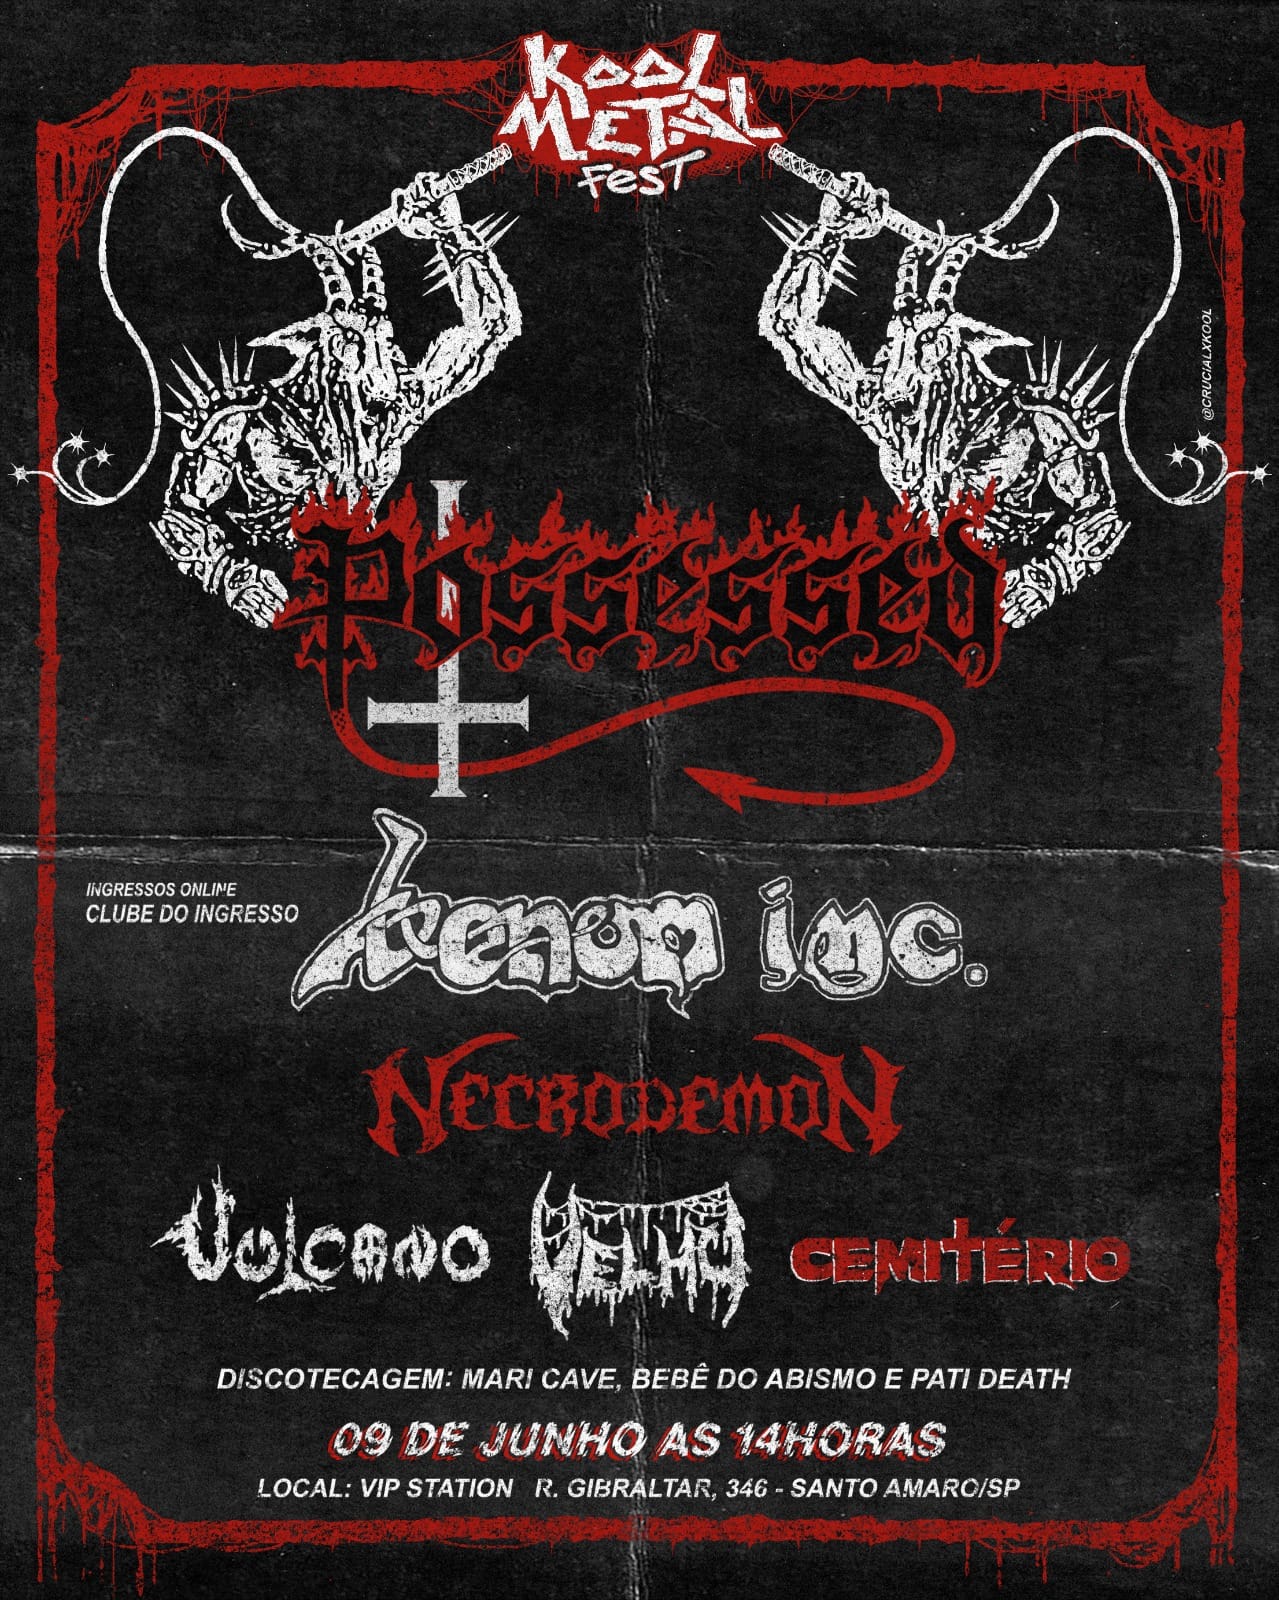 KOOL
METAL
FEST
@CRUCIALXKOOL
Possessed
INGRESSOS ONLINE
CLUBE DO INGRESSO
Venom inc.
NECRODEMON
VULCANO VELHO CEMITÉRIO
DISCOTECAGEM: MARI CAVE, BEBÊ DO ABISMO E PATI DEATH
09 DE JUNHO AS 14HORAS
LOCAL: VIP STATION R. GIBRALTAR, 346 - SANTO AMARO/SP